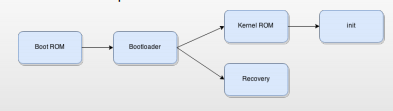 Boot ROM
Bootloader
Kernel ROM
init
Recovery